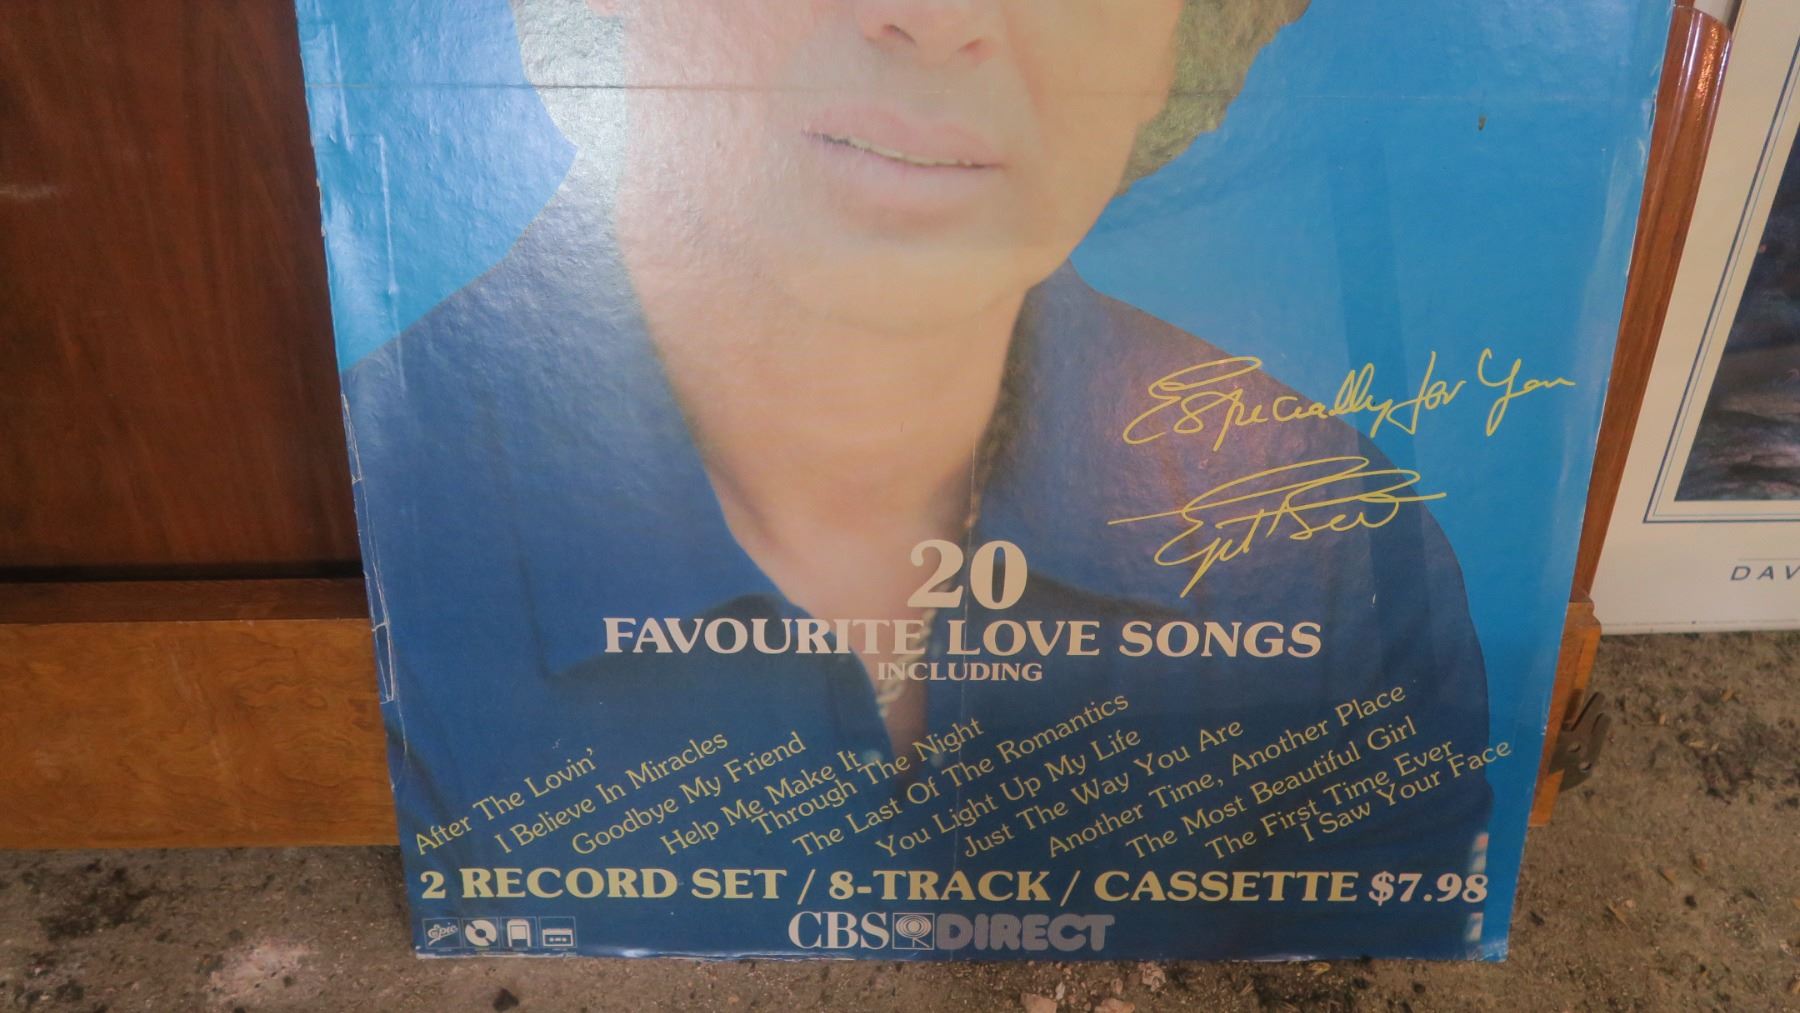 Especially for You
20
FAVOURITE LOVE SONGS
INCLUDING
After The Lovin'
I Believe In Miracles
Goodbye My Friend
Help Me Make It
Through The Night
The Last Of The Romantics
You Light Up My Life
Just The Way You Are
Another Time, Another Place
The Most Beautiful Girl
The First Time Ever
I Saw Your Face
2 RECORD SET / 8-TRACK / CASSETTE $7.98
Epic
CBS DIRECT
DAV